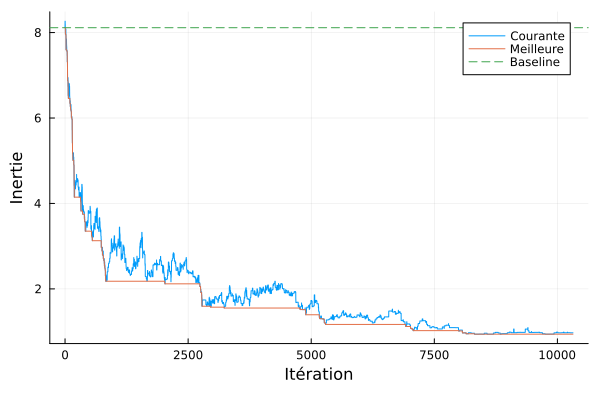 Courante
Meilleure
Baseline
8
6
4
2
Inertie
0
2500
5000
7500
10000
Itération